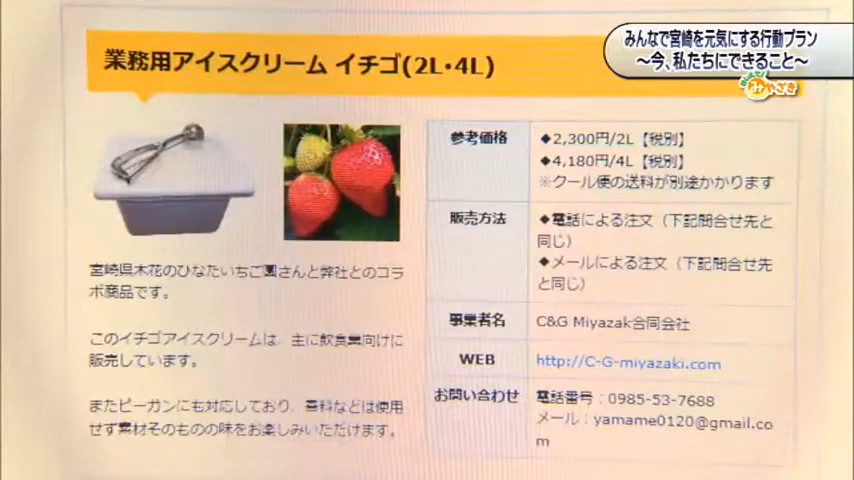 みんなで宮崎を元気にする行動プラン
～今、私たちにできること～
みやざき
業務用アイスクリーム イチゴ(2L・4L)
宮崎県木花のひなたいちご園さんと弊社とのコラ
ボ商品です。
このイチゴアイスクリームは、主に飲食業向けに
販売しています。
またビーガンにも対応しており、香料などは使用
せず素材そのものの味をお楽しみいただけます。
参考価格
◆2,300円/2L【税別】
◆4,180円/4L【税別】
※クール便の送料が別途かかります
販売方法
◆電話による注文（下記問合せ先と
同じ）
◆メールによる注文（下記問合せ先
と同じ）
事業者名
C&G Miyazak合同会社
WEB
http://C-G-miyazaki.com
お問い合わせ
電話番号：0985-53-7688
メール：yamame0120@gmail.co
m